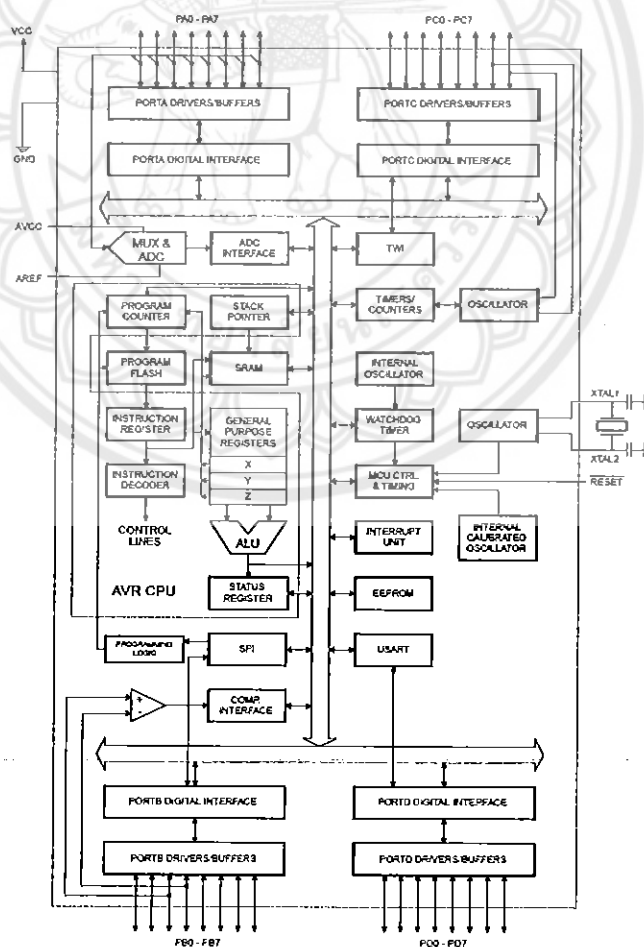 PA0 - PA7
PC0 - PC7
VCC
PORTA DRIVERS/BUFFERS
PORTC DRIVERS/BUFFERS
GND
PORTA DIGITAL INTERFACE
PORTC DIGITAL INTERFACE
AVCC
MUX &
ADC
ADC
INTERFACE
TWI
AREF
PROGRAM
COUNTER
STACK
POINTER
TIMERS/
COUNTERS
OSCILLATOR
PROGRAM
FLASH
SRAM
INTERNAL
OSCILLATOR
XTAL1
INSTRUCTION
REGISTER
GENERAL
PURPOSE
REGISTERS
WATCHDOG
TIMER
OSCILLATOR
XTAL2
X
INSTRUCTION
DECODER
Y
MCU CTRL.
& TIMING
RESET
Z
CONTROL
LINES
ALU
INTERRUPT
UNIT
INTERNAL
CALIBRATED
OSCILLATOR
AVR CPU
STATUS
REGISTER
EEPROM
PROGRAMMING
LOGIC
SPI
USART
+
-
COMP.
INTERFACE
PORTB DIGITAL INTERFACE
PORTD DIGITAL INTERFACE
PORTB DRIVERS/BUFFERS
PORTD DRIVERS/BUFFERS
PB0 - PB7
PD0 - PD7